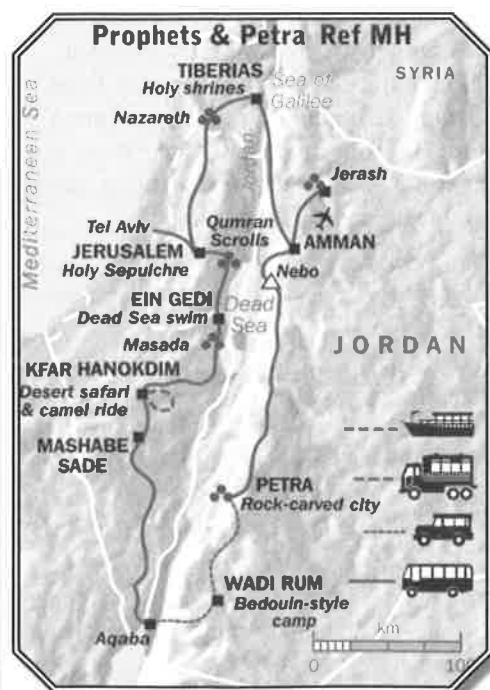 Prophets & Petra Ref MH
TIBERIAS
Holy shrines
Sea of
Galilee
SYRIA
Nazareth
Mediterranean Sea
Jordan
Jerash
Tel Aviv
Qumran
Scrolls
AMMAN
JERUSALEM
Holy Sepulchre
Nebo
EIN GEDI
Dead Sea swim
Dead
Sea
Masada
JORDAN
KFAR HANOKDIM
Desert safari
& camel ride
MASHABE
SADE
PETRA
Rock-carved city
WADI RUM
Bedouin-style
camp
Aqaba
km
0